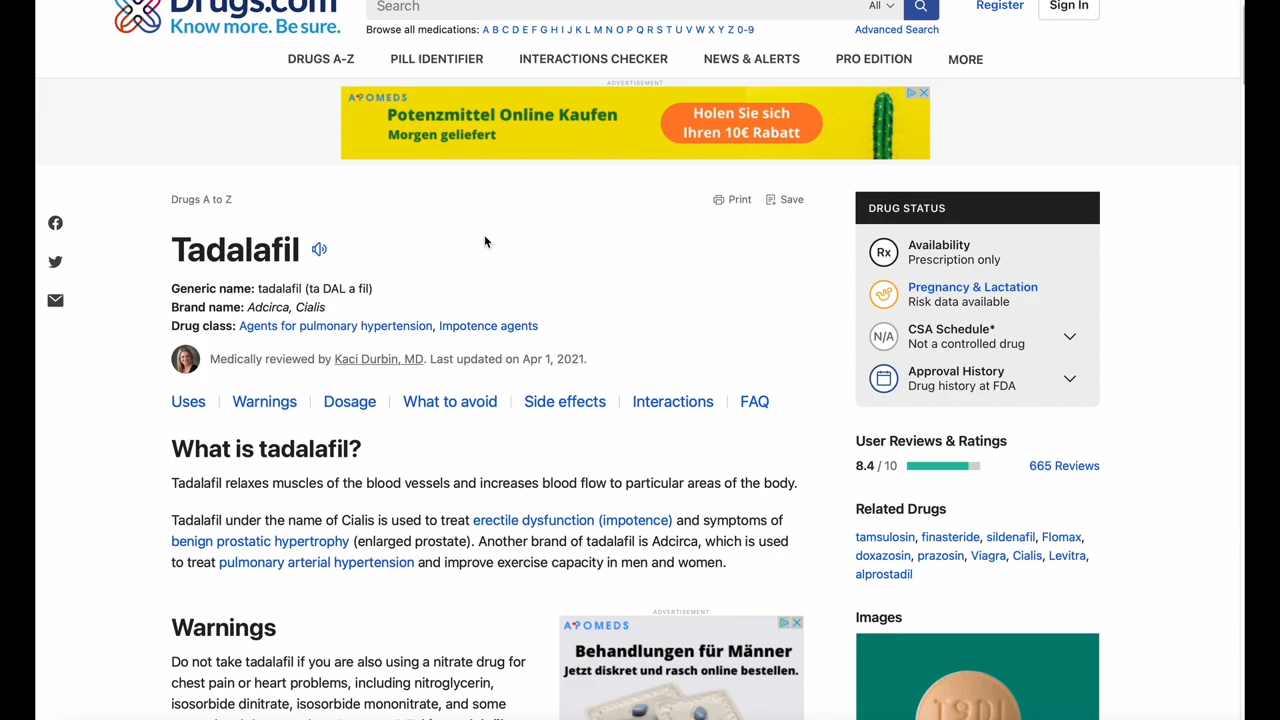 Drugs.com
Know more. Be sure.
Search
All
Register
Sign In
Browse all medications: A B C D E F G H I J K L M N O P Q R S T U V W X Y Z 0-9
Advanced Search
DRUGS A-Z
PILL IDENTIFIER
INTERACTIONS CHECKER
NEWS & ALERTS
PRO EDITION
MORE
ADVERTISEMENT
APOMEDS
Potenzmittel Online Kaufen
Morgen geliefert
Holen Sie sich
Ihren 10€ Rabatt
Drugs A to Z
Print
Save
Tadalafil
Generic name: tadalafil (ta DAL a fil)
Brand name: Adcirca, Cialis
Drug class: Agents for pulmonary hypertension, Impotence agents
Medically reviewed by Kaci Durbin, MD. Last updated on Apr 1, 2021.
Uses
Warnings
Dosage
What to avoid
Side effects
Interactions
FAQ
What is tadalafil?
Tadalafil relaxes muscles of the blood vessels and increases blood flow to particular areas of the body.
Tadalafil under the name of Cialis is used to treat erectile dysfunction (impotence) and symptoms of
benign prostatic hypertrophy (enlarged prostate). Another brand of tadalafil is Adcirca, which is used
to treat pulmonary arterial hypertension and improve exercise capacity in men and women.
Warnings
Do not take tadalafil if you are also using a nitrate drug for
chest pain or heart problems, including nitroglycerin,
isosorbide dinitrate, isosorbide mononitrate, and some
ADVERTISEMENT
APOMEDS
Behandlungen für Männer
Jetzt diskret und rasch online bestellen.
DRUG STATUS
Rx
Availability
Prescription only
Pregnancy & Lactation
Risk data available
N/A
CSA Schedule*
Not a controlled drug
Approval History
Drug history at FDA
User Reviews & Ratings
8.4 / 10
665 Reviews
Related Drugs
tamsulosin, finasteride, sildenafil, Flomax,
doxazosin, prazosin, Viagra, Cialis, Levitra,
alprostadil
Images